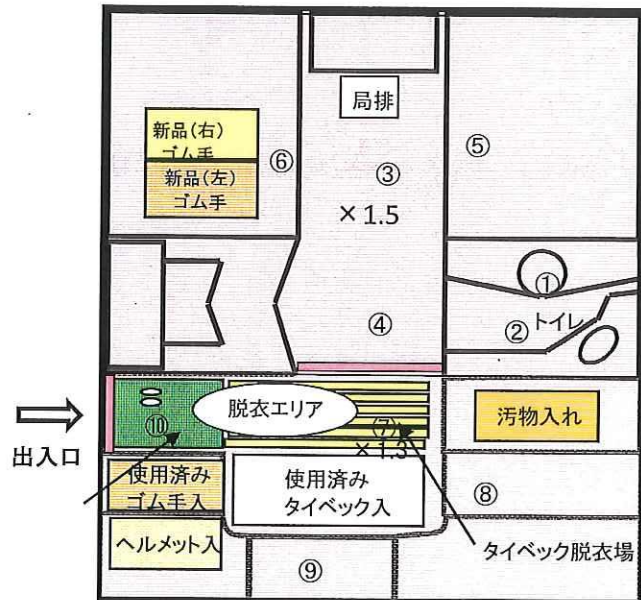 局排
新品(右)
ゴム手
新品(左)
ゴム手
⑥
③
⑤
×1.5
①
④
②
トイレ
出入口
⑩
脱衣エリア
⑦
×1.3
汚物入れ
使用済み
ゴム手入
使用済み
タイベック入
⑧
ヘルメット入
⑨
タイベック脱衣場